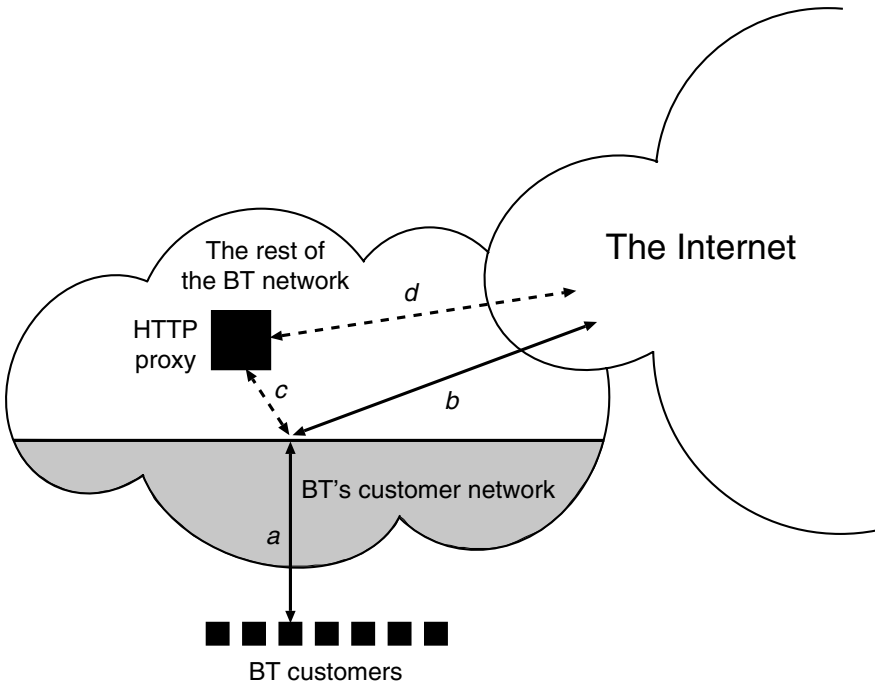 The Internet
The rest of
the BT network
d
HTTP
proxy
c
b
BT’s customer network
a
BT customers